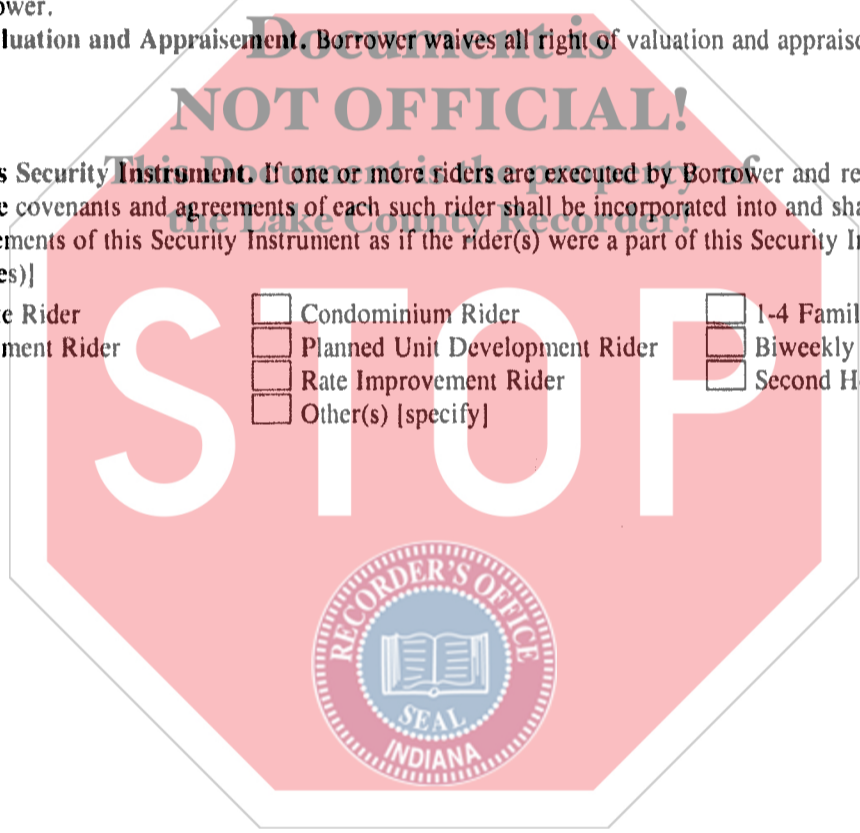 ower.
luation and Appraisement. Borrower waives all right of valuation and appraise
Document is
NOT OFFICIAL!
This Document is the property of
the Lake County Recorder!
s Security Instrument. If one or more riders are executed by Borrower and re
e covenants and agreements of each such rider shall be incorporated into and sha
ements of this Security Instrument as if the rider(s) were a part of this Security In
es)]
e Rider Condominium Rider 1-4 Famil
ment Rider Planned Unit Development Rider Biweekly
Rate Improvement Rider Second H
Other(s) [specify]
STOP
RECORDER'S OFFICE
SEAL
INDIANA